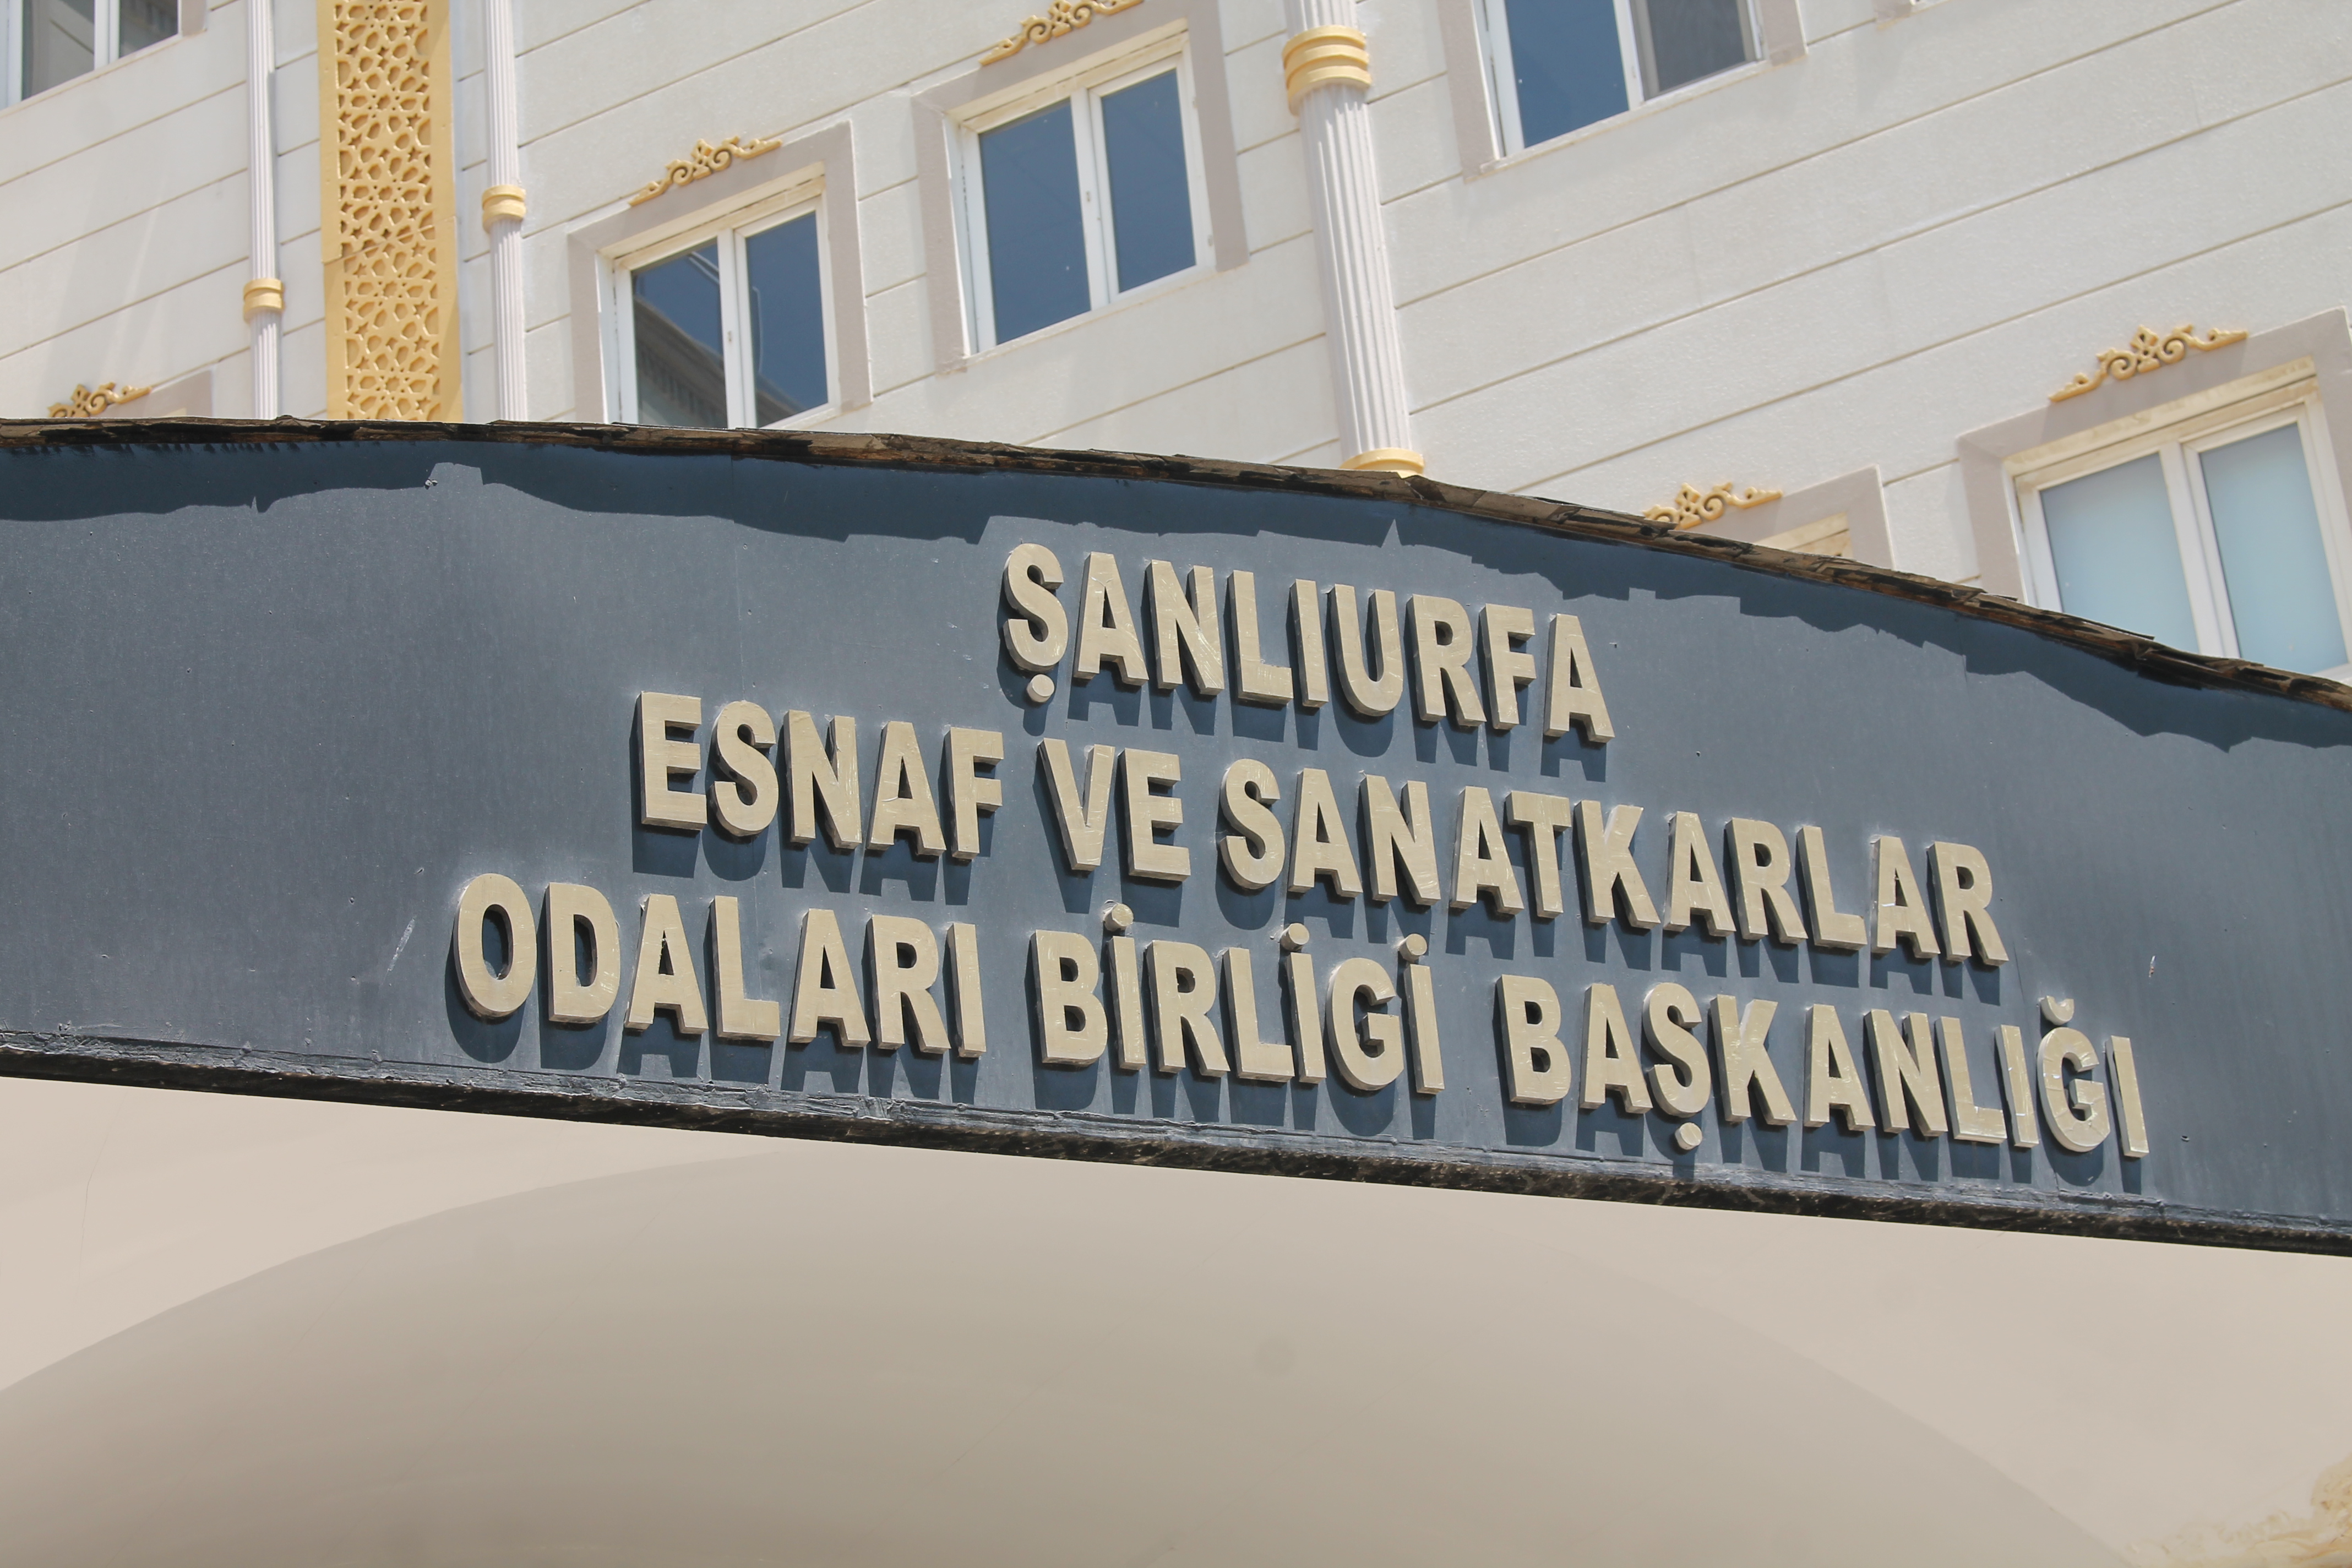 ŞANLIURFA
ESNAF VE SANATKARLAR
ODALARI BİRLİGİ BAŞKANLIĞI